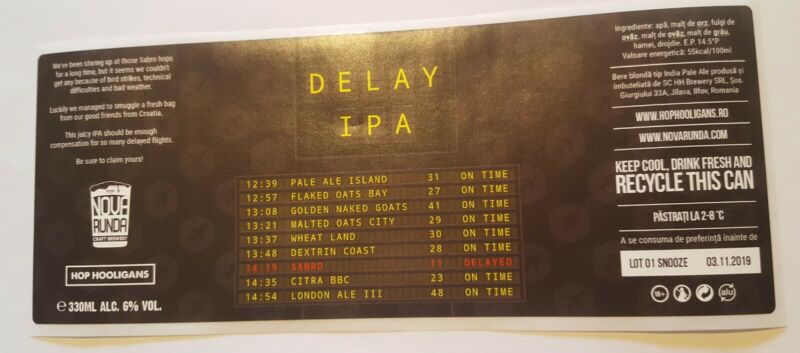 We've been staring up at those Sabro hops
for a long time, but it seems we couldn't
get any because of bird strikes, technical
difficulties and bad weather.
Luckily we managed to smuggle a fresh bag
from our good friends from Croatia.
This juicy IPA should be enough
compensation for so many delayed flights.
Be sure to claim yours!
NOVA
RUNDA
CRAFT BREWERY
HOP HOOLIGANS
℮ 330ML ALC. 6% VOL.
DELAY
IPA
12:39 PALE ALE ISLAND 31 ON TIME
12:57 FLAKED OATS BAY 27 ON TIME
13:08 GOLDEN NAKED GOATS 41 ON TIME
13:21 MALTED OATS CITY 29 ON TIME
13:37 WHEAT LAND 30 ON TIME
13:48 DEXTRIN COAST 28 ON TIME
14:19 SABRO 11 DELAYED
14:35 CITRA BBC 23 ON TIME
14:54 LONDON ALE III 48 ON TIME
Ingrediente: apă, malț de orz, fulgi de
ovăz, malț de ovăz, malț de grâu,
hamei, drojdie. E.P. 14.5°P
Valoare energetică: 55kcal/100ml
Bere blondă tip India Pale Ale produsă și
îmbuteliată de SC HH Brewery SRL, Șos.
Giurgiului 33A, Jilava, Ilfov, Romania
WWW.HOPHOOLIGANS.RO
WWW.NOVARUNDA.COM
KEEP COOL, DRINK FRESH AND
RECYCLE THIS CAN
PĂSTRAȚI LA 2-8 °C
A se consuma de preferință înainte de
LOT 01 SNOOZE 03.11.2019
18+
alu